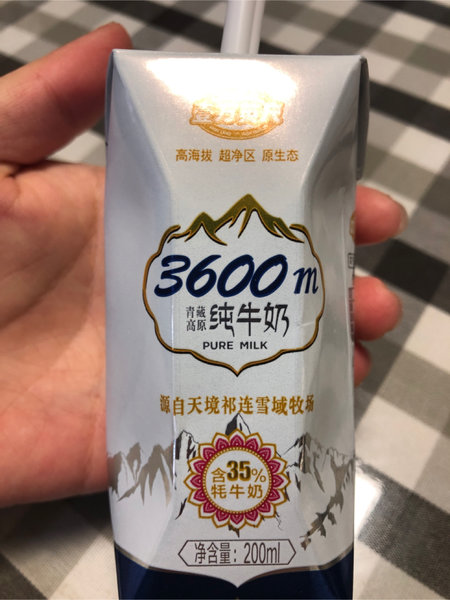 高海拔 超净区 原生态
3600m
青藏
高原
纯牛奶
PURE MILK
源自天境祁连雪域牧场
含35%
牦牛奶
净含量：200ml